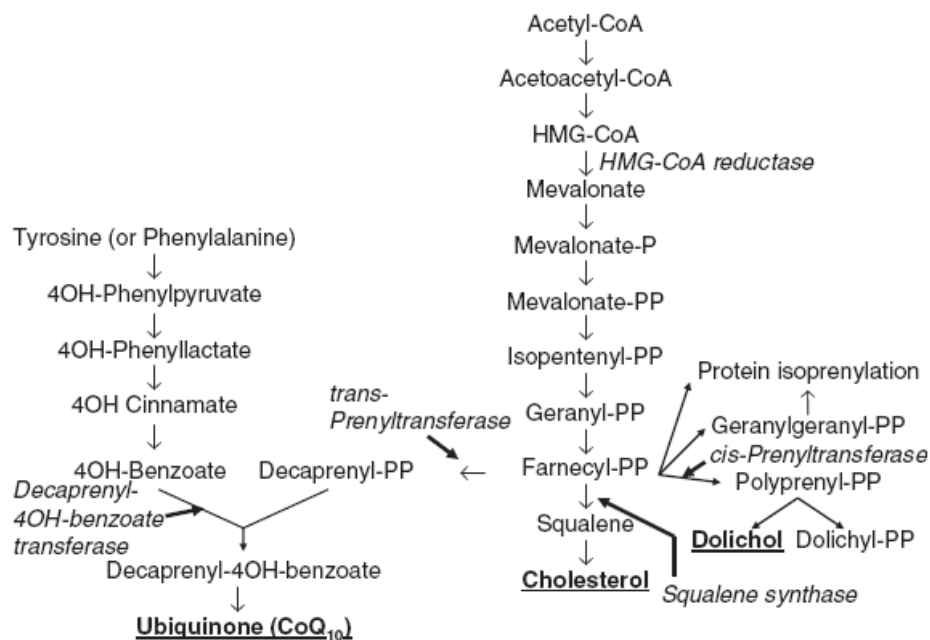 Acetyl-CoA
Acetoacetyl-CoA
HMG-CoA
HMG-CoA reductase
Mevalonate
Tyrosine (or Phenylalanine)
Mevalonate-P
4OH-Phenylpyruvate
Mevalonate-PP
4OH-Phenyllactate
Isopentenyl-PP
Protein isoprenylation
4OH Cinnamate
trans-
Prenyltransferase
Geranyl-PP
Geranylgeranyl-PP
cis-Prenyltransferase
4OH-Benzoate
Decaprenyl-PP
Farnecyl-PP
Polyprenyl-PP
Decaprenyl-
4OH-benzoate
transferase
Squalene
Dolichol
Dolichyl-PP
Decaprenyl-4OH-benzoate
Cholesterol
Squalene synthase
Ubiquinone (CoQ10)